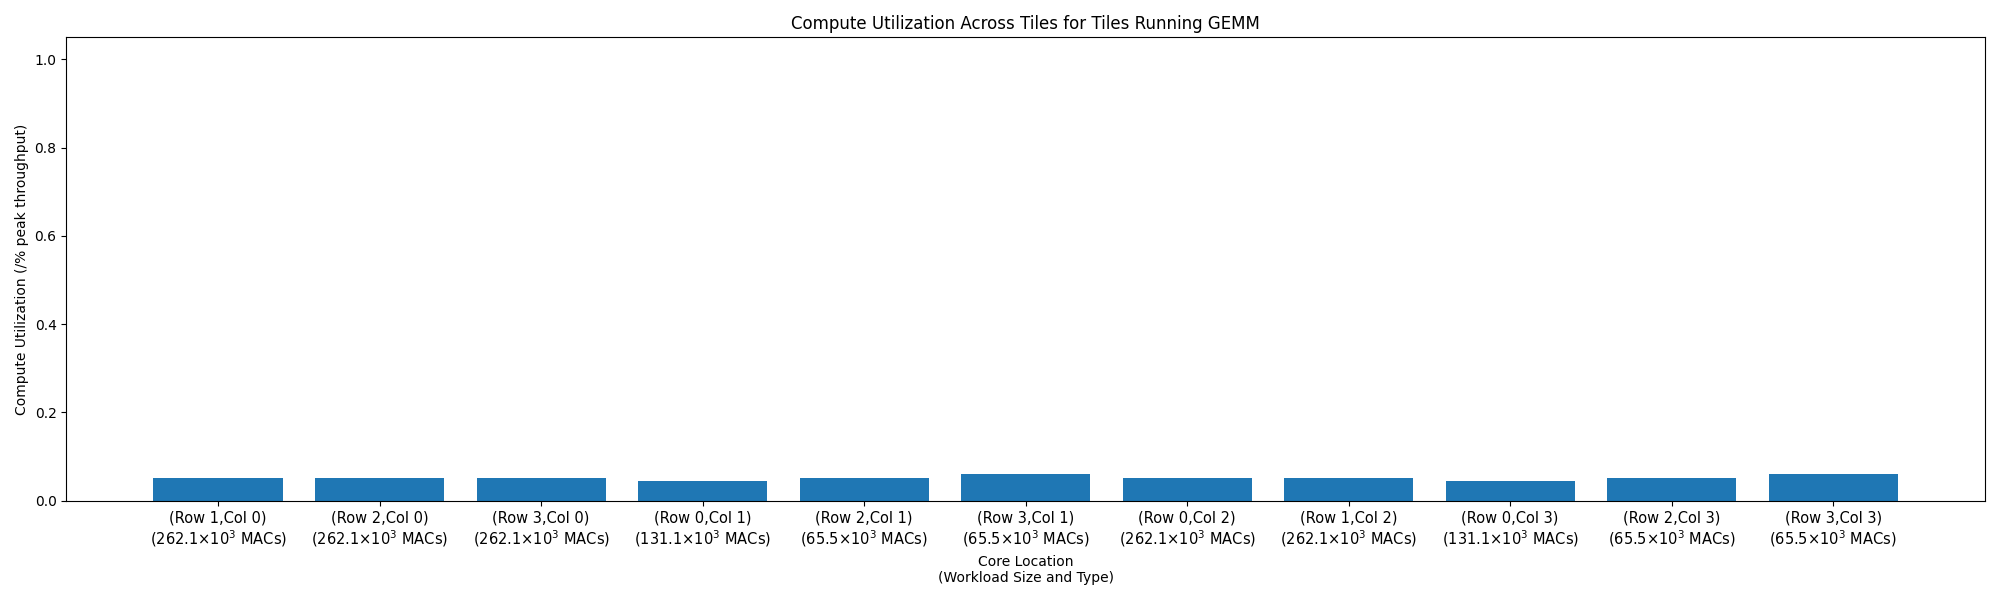 Compute Utilization Across Tiles for Tiles Running GEMM
Compute Utilization (/% peak throughput)
1.0
0.8
0.6
0.4
0.2
0.0
(Row 1,Col 0)
(262.1×10³ MACs)
(Row 2,Col 0)
(262.1×10³ MACs)
(Row 3,Col 0)
(262.1×10³ MACs)
(Row 0,Col 1)
(131.1×10³ MACs)
(Row 2,Col 1)
(65.5×10³ MACs)
(Row 3,Col 1)
(65.5×10³ MACs)
(Row 0,Col 2)
(262.1×10³ MACs)
(Row 1,Col 2)
(262.1×10³ MACs)
(Row 0,Col 3)
(131.1×10³ MACs)
(Row 2,Col 3)
(65.5×10³ MACs)
(Row 3,Col 3)
(65.5×10³ MACs)
Core Location
(Workload Size and Type)